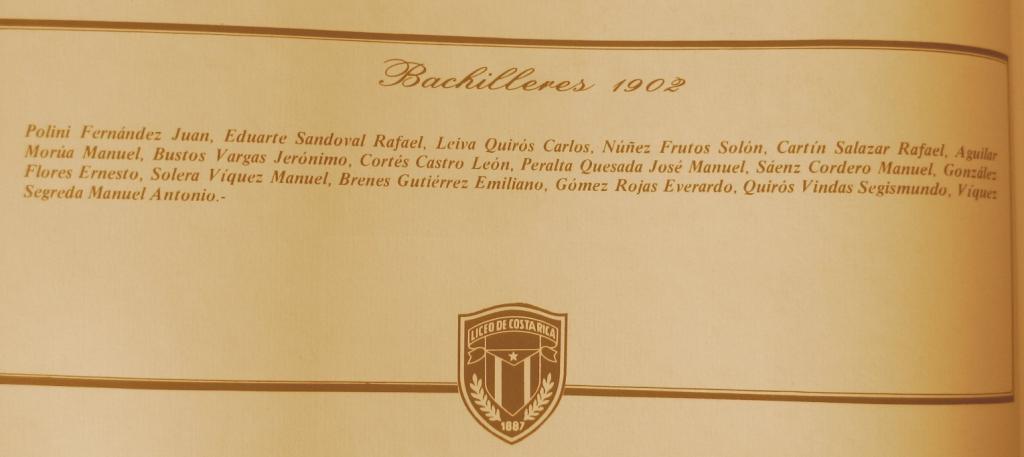 Bachilleres 1902
Polini Fernández Juan, Eduarte Sandoval Rafael, Leiva Quirós Carlos, Núñez Frutos Solón, Cartín Salazar Rafael, Aguilar
Morúa Manuel, Bustos Vargas Jerónimo, Cortés Castro León, Peralta Quesada José Manuel, Sáenz Cordero Manuel, González
Flores Ernesto, Solera Víquez Manuel, Brenes Gutiérrez Emiliano, Gómez Rojas Everardo, Quirós Vindas Segismundo, Víquez
Segreda Manuel Antonio.-
LICEO DE COSTA RICA
1887